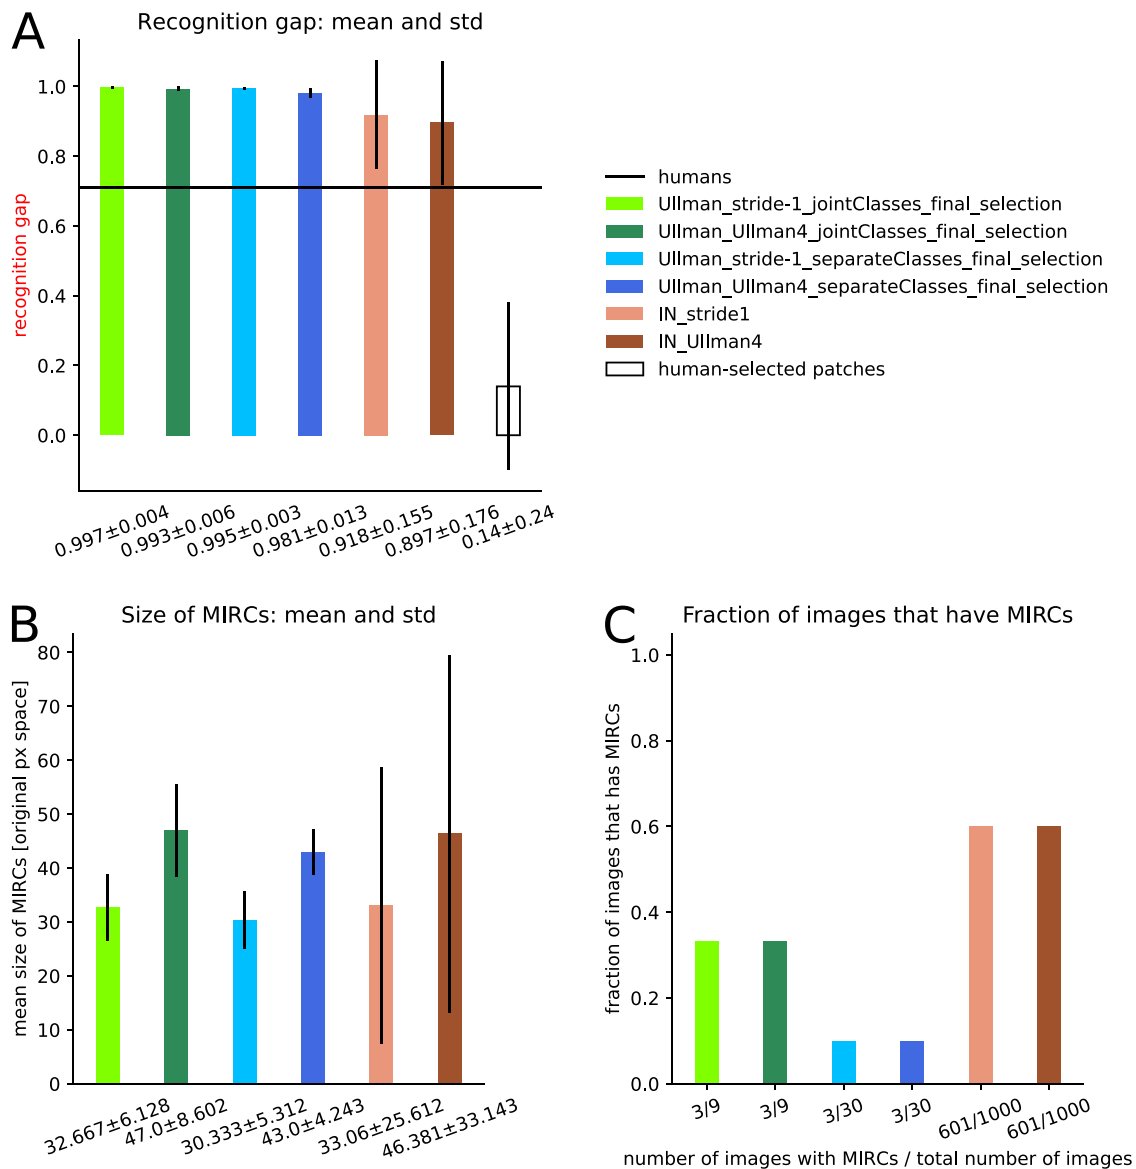 A
Recognition gap: mean and std
recognition gap
1.0
0.8
0.6
0.4
0.2
0.0
0.997±0.004
0.993±0.006
0.995±0.003
0.981±0.013
0.918±0.155
0.897±0.176
0.14±0.24
humans
Ullman_stride-1_jointClasses_final_selection
Ullman_Ullman4_jointClasses_final_selection
Ullman_stride-1_separateClasses_final_selection
Ullman_Ullman4_separateClasses_final_selection
IN_stride1
IN_Ullman4
human-selected patches
B
Size of MIRCs: mean and std
mean size of MIRCs [original px space]
80
70
60
50
40
30
20
10
0
32.667±6.128
47.0±8.602
30.333±5.312
43.0±4.243
33.06±25.612
46.381±33.143
C
Fraction of images that have MIRCs
fraction of images that has MIRCs
1.0
0.8
0.6
0.4
0.2
0.0
3/9
3/9
3/30
3/30
601/1000
601/1000
number of images with MIRCs / total number of images